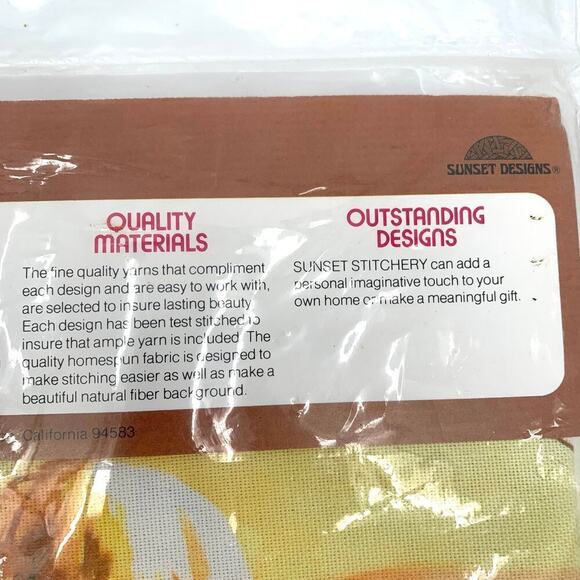 SUNSET DESIGNS®
QUALITY
MATERIALS
The fine quality yarns that compliment
each design and are easy to work with,
are selected to insure lasting beauty.
Each design has been test stitched to
insure that ample yarn is included. The
quality homespun fabric is designed to
make stitching easier as well as make a
beautiful natural fiber background.
OUTSTANDING
DESIGNS
SUNSET STITCHERY can add a
personal imaginative touch to your
own home or make a meaningful gift.
California 94583